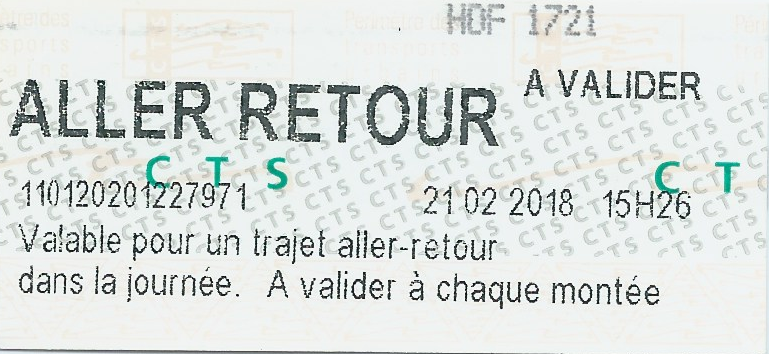 HDF 1721
A VALIDER
ALLER RETOUR
CTS CT
110120201227971 21 02 2018 15H26
Valable pour un trajet aller-retour
dans la journée. A valider à chaque montée